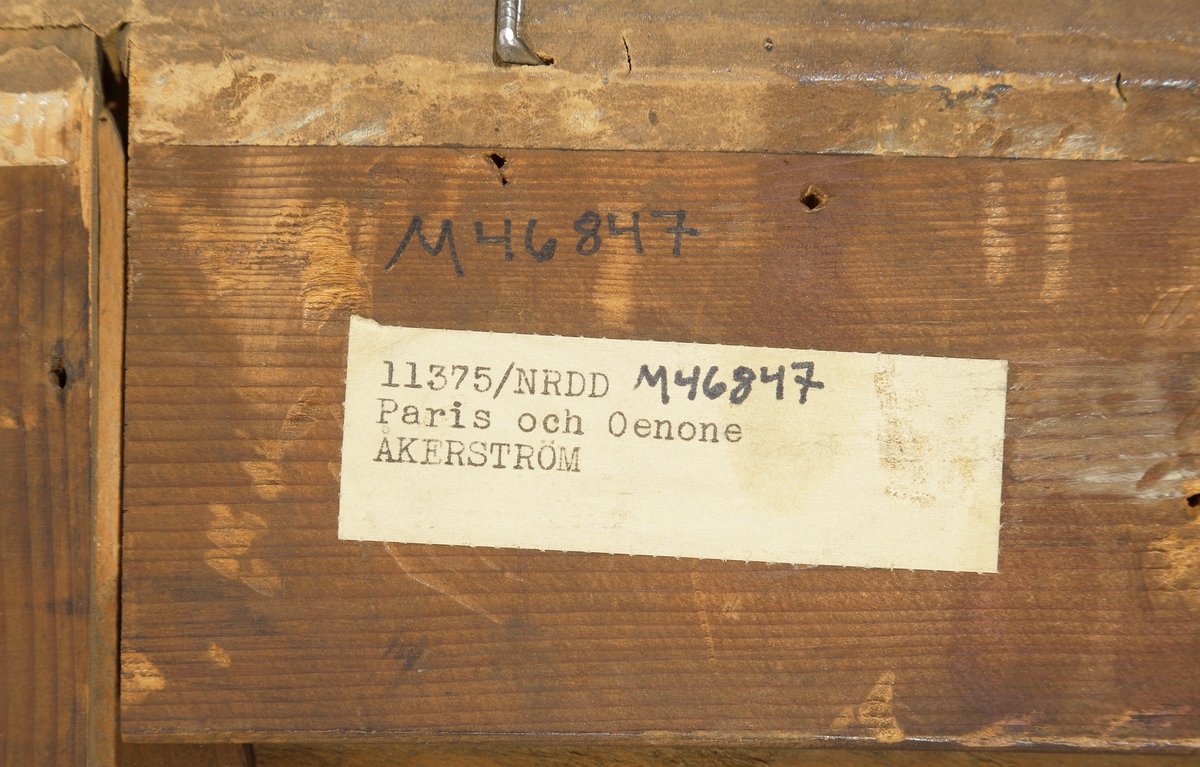 M46847
11375/NRDD M46847
Paris och Oenone
ÅKERSTRÖM